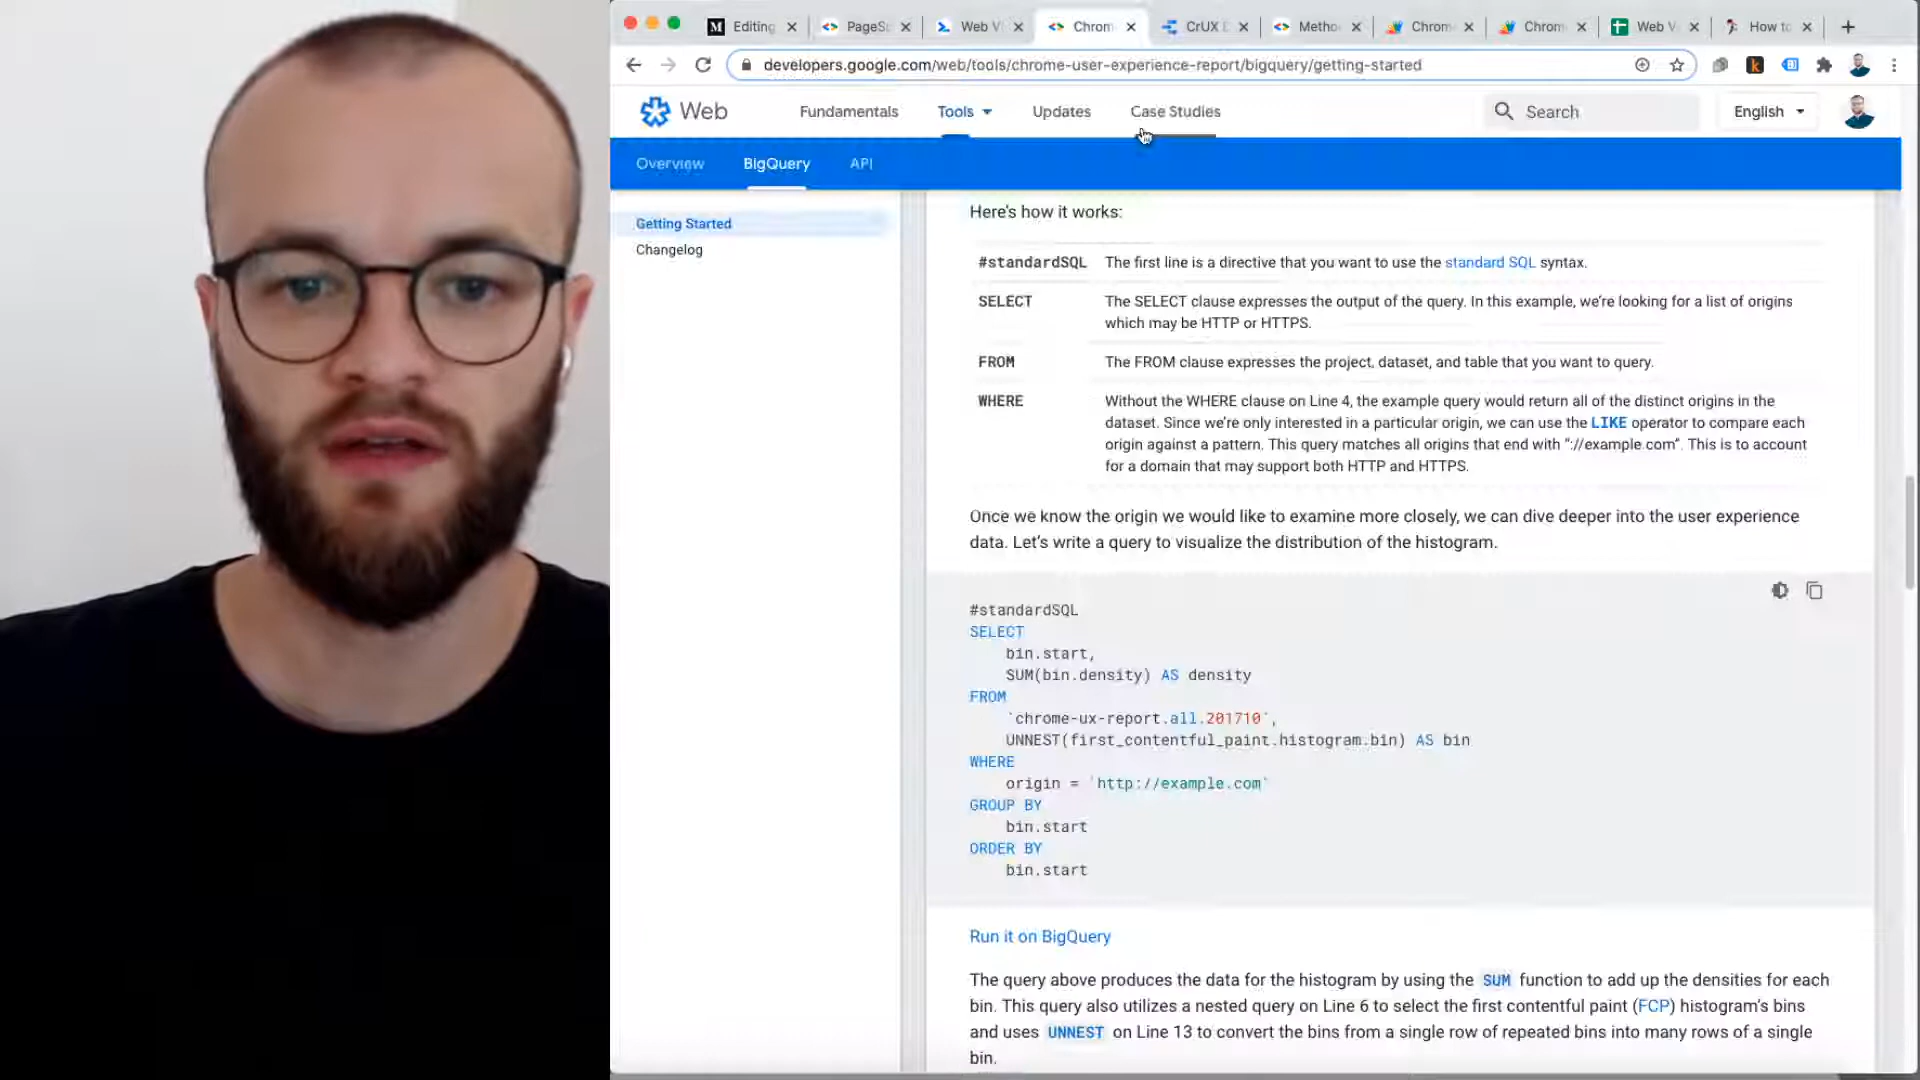 Editing
PageS
Web V
Chrom
CrUX D
Metho
Chrom
Chrom
Web V
How to
developers.google.com/web/tools/chrome-user-experience-report/bigquery/getting-started
Web
Fundamentals
Tools
Updates
Case Studies
Search
English
Overview
BigQuery
API
Getting Started
Changelog
Here's how it works:
#standardSQL The first line is a directive that you want to use the standard SQL syntax.
SELECT The SELECT clause expresses the output of the query. In this example, we're looking for a list of origins
which may be HTTP or HTTPS.
FROM The FROM clause expresses the project, dataset, and table that you want to query.
WHERE Without the WHERE clause on Line 4, the example query would return all of the distinct origins in the
dataset. Since we're only interested in a particular origin, we can use the LIKE operator to compare each
origin against a pattern. This query matches all origins that end with "://example.com". This is to account
for a domain that may support both HTTP and HTTPS.
Once we know the origin we would like to examine more closely, we can dive deeper into the user experience
data. Let's write a query to visualize the distribution of the histogram.
#standardSQL
SELECT
bin.start,
SUM(bin.density) AS density
FROM
`chrome-ux-report.all.201710`,
UNNEST(first_contentful_paint.histogram.bin) AS bin
WHERE
origin = `http://example.com`
GROUP BY
bin.start
ORDER BY
bin.start
Run it on BigQuery
The query above produces the data for the histogram by using the SUM function to add up the densities for each
bin. This query also utilizes a nested query on Line 6 to select the first contentful paint (FCP) histogram's bins
and uses UNNEST on Line 13 to convert the bins from a single row of repeated bins into many rows of a single
bin.